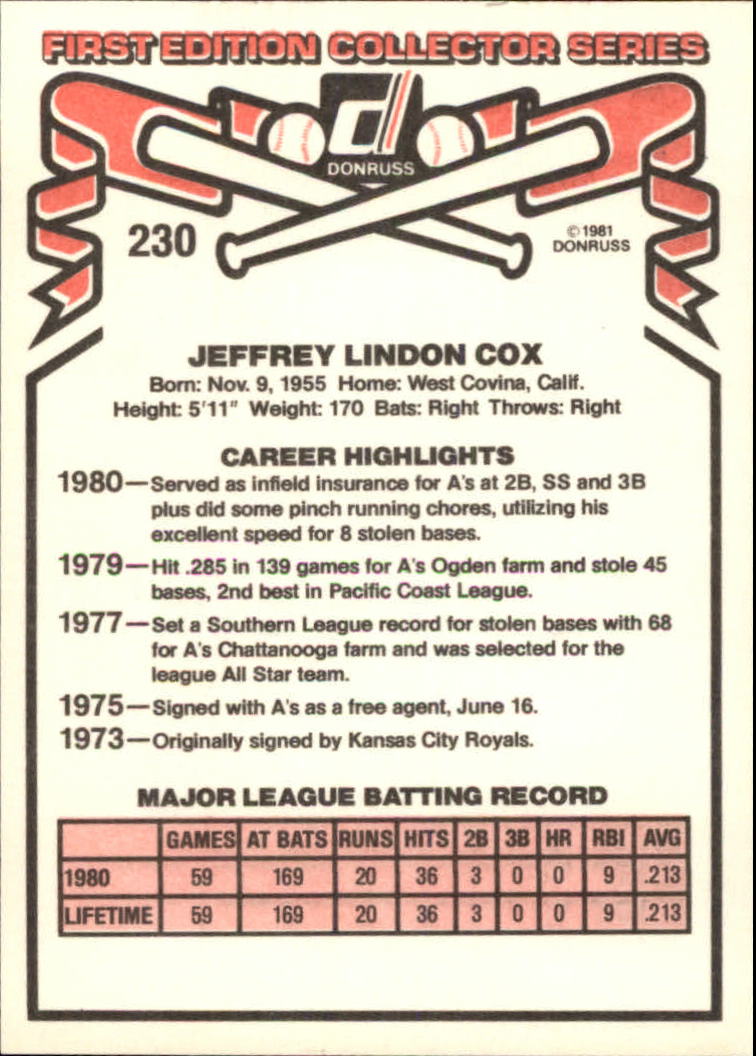 FIRST EDITION COLLECTOR SERIES
d
DONRUSS
230
©1981
DONRUSS
JEFFREY LINDON COX
Born: Nov. 9, 1955 Home: West Covina, Calif.
Height: 5'11" Weight: 170 Bats: Right Throws: Right
CAREER HIGHLIGHTS
1980—Served as infield insurance for A's at 2B, SS and 3B
plus did some pinch running chores, utilizing his
excellent speed for 8 stolen bases.
1979—Hit .285 in 139 games for A's Ogden farm and stole 45
bases, 2nd best in Pacific Coast League.
1977—Set a Southern League record for stolen bases with 68
for A's Chattanooga farm and was selected for the
league All Star team.
1975—Signed with A's as a free agent, June 16.
1973—Originally signed by Kansas City Royals.
MAJOR LEAGUE BATTING RECORD
GAMES AT BATS RUNS HITS 2B 3B HR RBI AVG
1980 59 169 20 36 3 0 0 9 .213
LIFETIME 59 169 20 36 3 0 0 9 .213